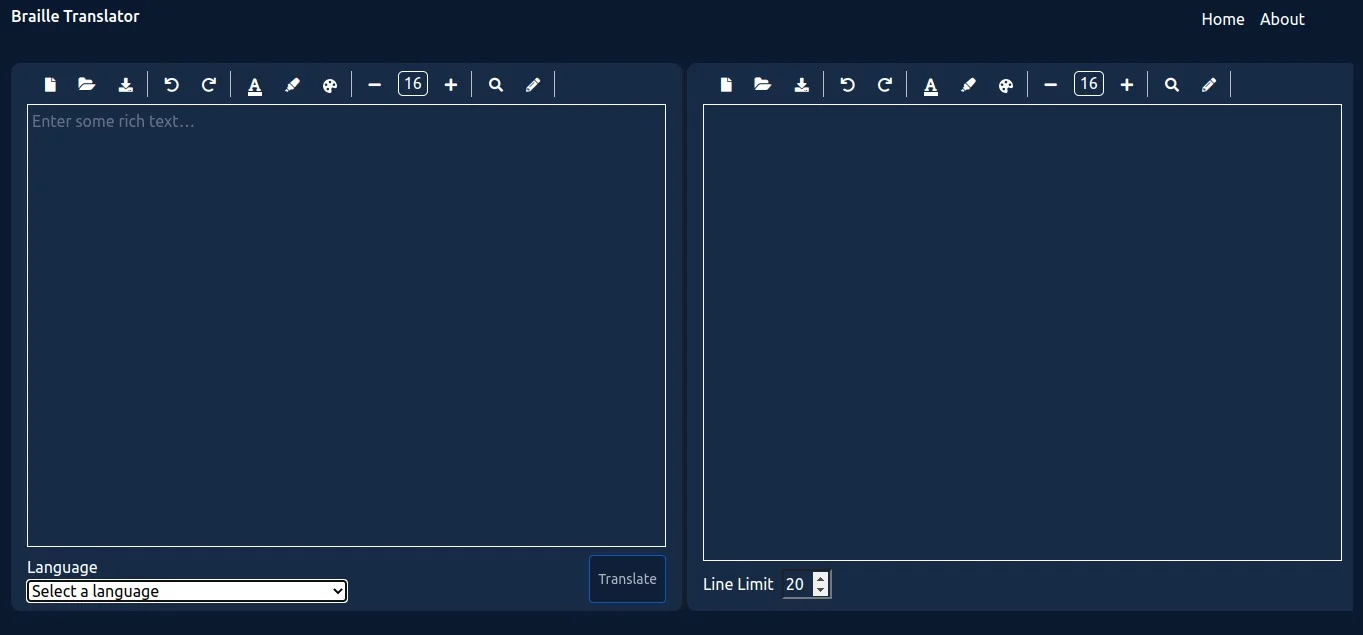 Braille Translator
Home About
A 16
A 16
Enter some rich text...
Language
Select a language
Translate
Line Limit 20